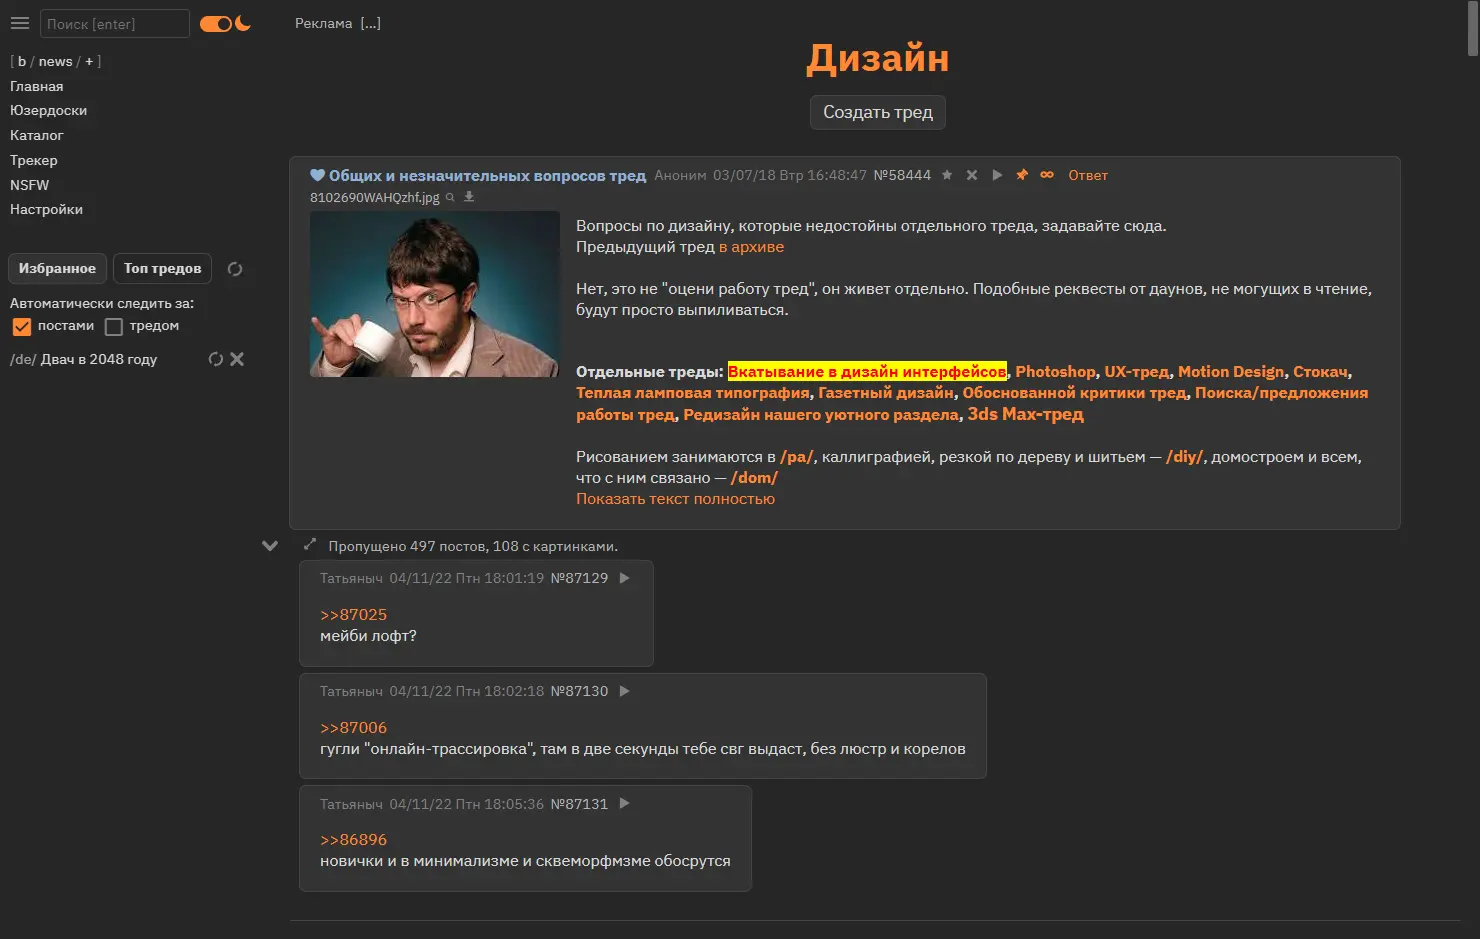 Поиск [enter]
Реклама [...]
Дизайн
Создать тред
[ b / news / + ]
Главная
Юзердоски
Каталог
Трекер
NSFW
Настройки
Избранное Топ тредов
Автоматически следить за:
постами тредом
/de/ Двач в 2048 году
Общих и незначительных вопросов тред Аноним 03/07/18 Втр 16:48:47 №58444 Ответ
8102690WAHQzhf.jpg
Вопросы по дизайну, которые недостойны отдельного треда, задавайте сюда.
Предыдущий тред в архиве
Нет, это не "оцени работу тред", он живет отдельно. Подобные реквесты от даунов, не могущих в чтение,
будут просто выпиливаться.
Отдельные треды: Вкатывание в дизайн интерфейсов, Photoshop, UX-тред, Motion Design, Стокач,
Теплая ламповая типография, Газетный дизайн, Обоснованной критики тред, Поиска/предложения
работы тред, Редизайн нашего уютного раздела, 3ds Max-тред
Рисованием занимаются в /pa/, каллиграфией, резкой по дереву и шитьем — /diy/, домостроем и всем,
что с ним связано — /dom/
Показать текст полностью
Пропущено 497 постов, 108 с картинками.
Татьяныч 04/11/22 Птн 18:01:19 №87129
>>87025
мейби лофт?
Татьяныч 04/11/22 Птн 18:02:18 №87130
>>87006
гугли "онлайн-трассировка", там в две секунды тебе свг выдаст, без люстр и корелов
Татьяныч 04/11/22 Птн 18:05:36 №87131
>>86896
новички и в минимализме и сквеморфмзме обосрутся